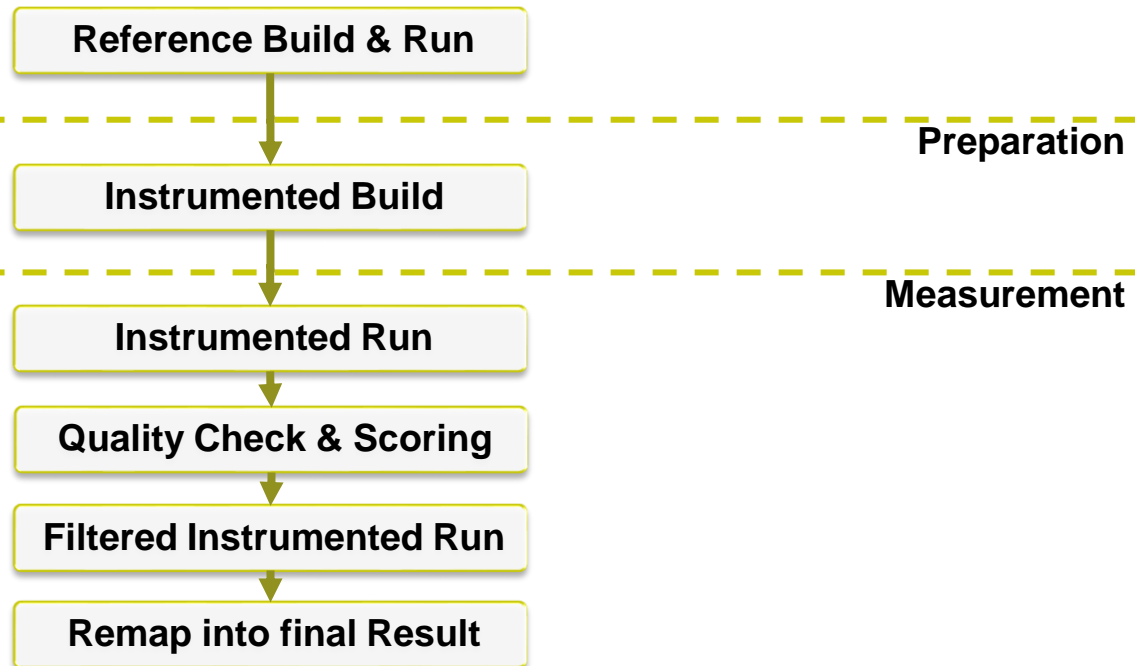 Reference Build & Run
Preparation
Instrumented Build
Measurement
Instrumented Run
Quality Check & Scoring
Filtered Instrumented Run
Remap into final Result